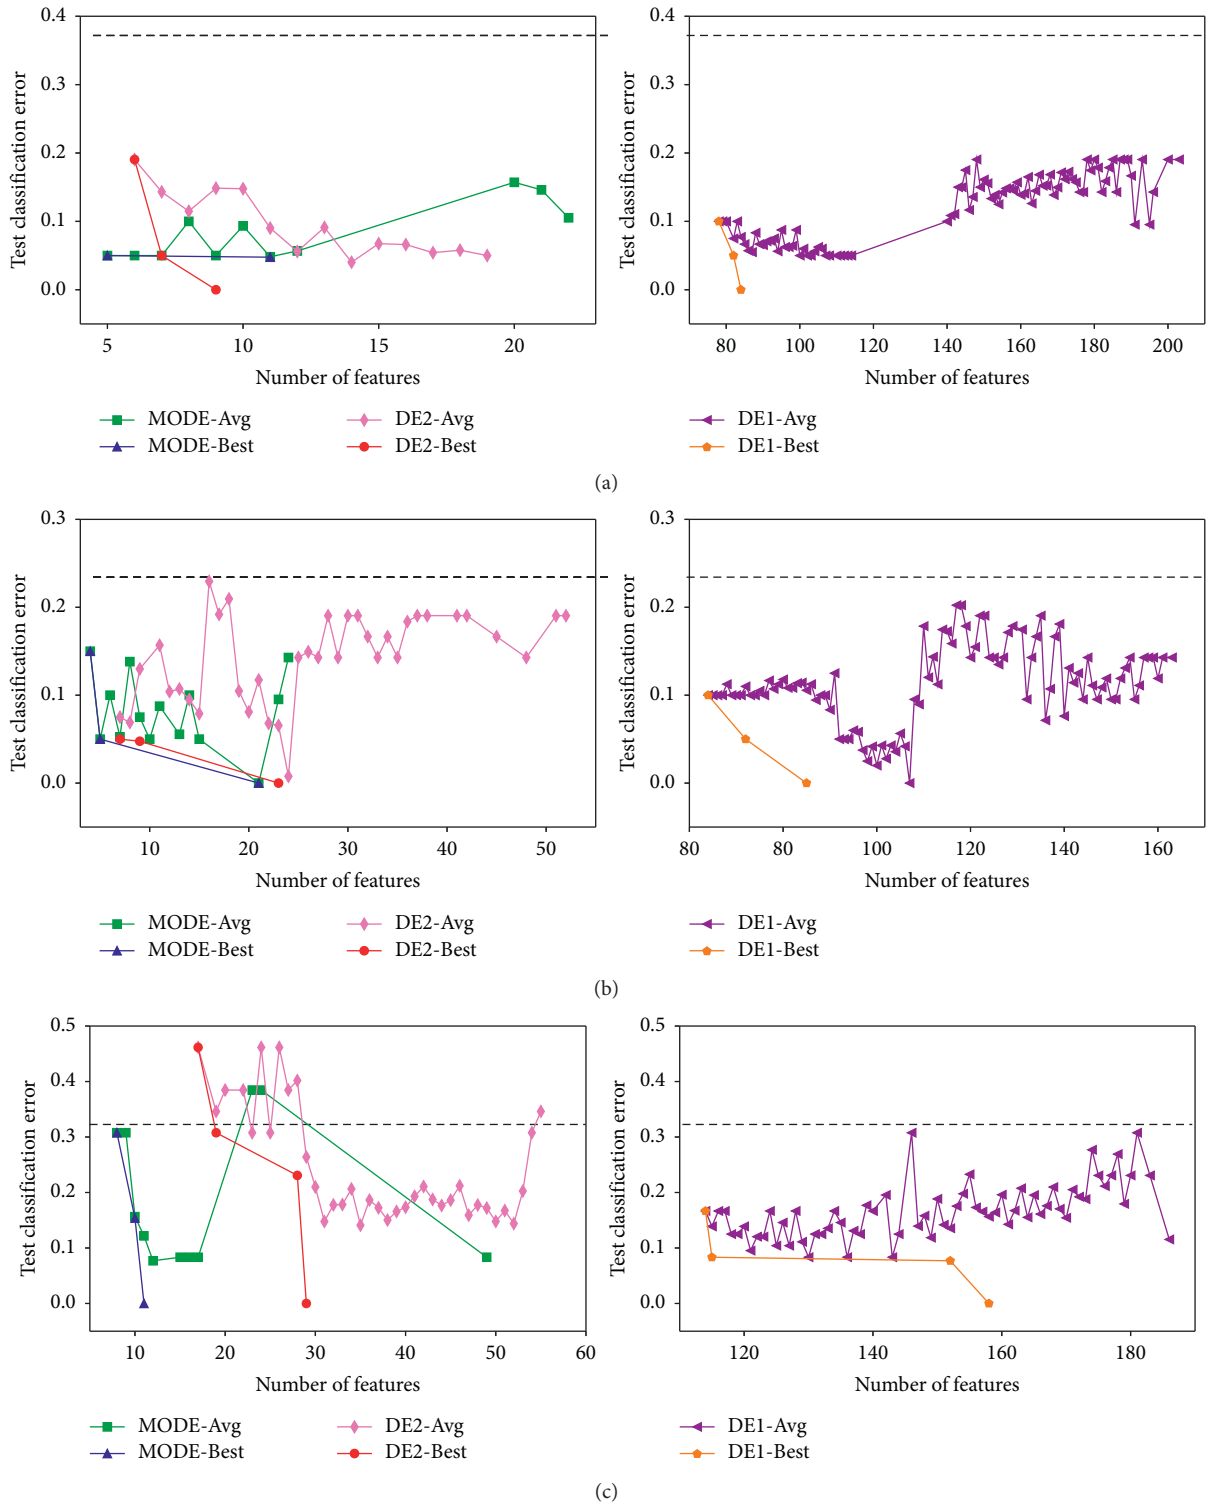 0.4
0.3
0.2
0.1
0.0
Test classification error
5 10 15 20
Number of features
MODE-Avg
MODE-Best
DE2-Avg
DE2-Best
0.4
0.3
0.2
0.1
0.0
Test classification error
80 100 120 140 160 180 200
Number of features
DE1-Avg
DE1-Best
(a)
0.3
0.2
0.1
0.0
Test classification error
10 20 30 40 50
Number of features
MODE-Avg
MODE-Best
DE2-Avg
DE2-Best
0.3
0.2
0.1
0.0
Test classification error
80 80 100 120 140 160
Number of features
DE1-Avg
DE1-Best
(b)
0.5
0.4
0.3
0.2
0.1
0.0
Test classification error
10 20 30 40 50 60
Number of features
MODE-Avg
MODE-Best
DE2-Avg
DE2-Best
0.5
0.4
0.3
0.2
0.1
0.0
Test classification error
120 140 160 180
Number of features
DE1-Avg
DE1-Best
(c)